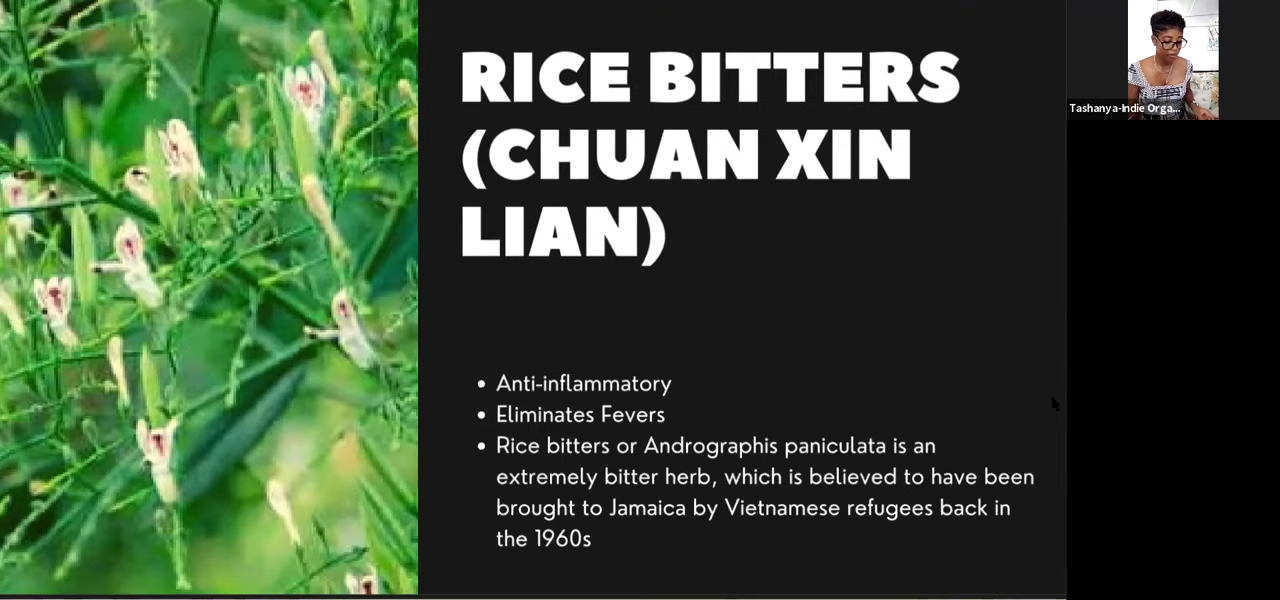 RICE BITTERS
(CHUAN XIN
LIAN)
• Anti-inflammatory
• Eliminates Fevers
• Rice bitters or Andrographis paniculata is an
extremely bitter herb, which is believed to have been
brought to Jamaica by Vietnamese refugees back in
the 1960s
Tashanya-Indie Orga...